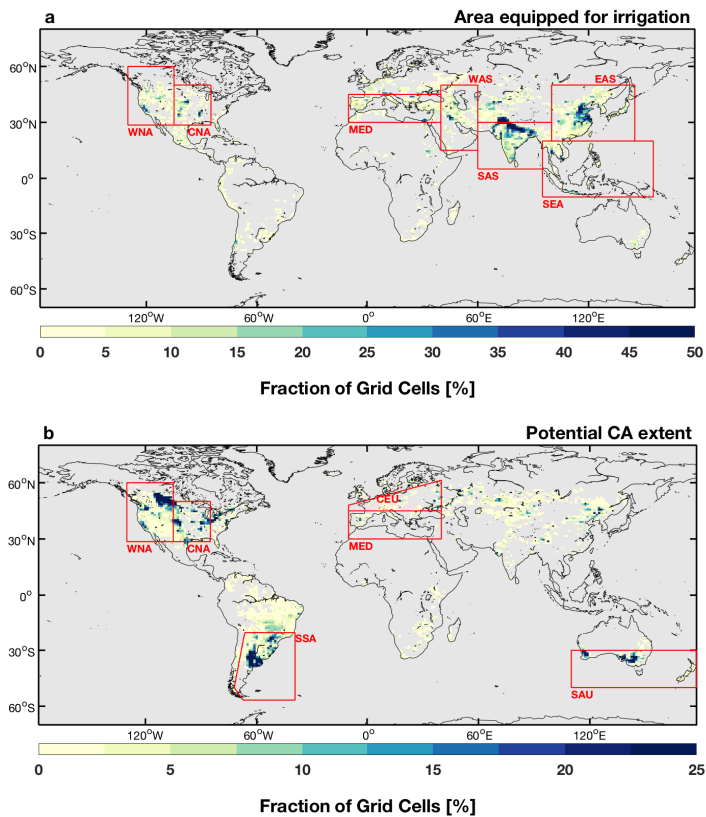 a Area equipped for irrigation
60°N
30°N
0°
30°S
60°S
WNA CNA MED WAS SAS EAS SEA
120°W 60°W 0° 60°E 120°E
0 5 10 15 20 25 30 35 40 45 50
Fraction of Grid Cells [%]
b Potential CA extent
60°N
30°N
0°
30°S
60°S
WNA CNA CEU MED SSA SAU
120°W 60°W 0° 60°E 120°E
0 5 10 15 20 25
Fraction of Grid Cells [%]